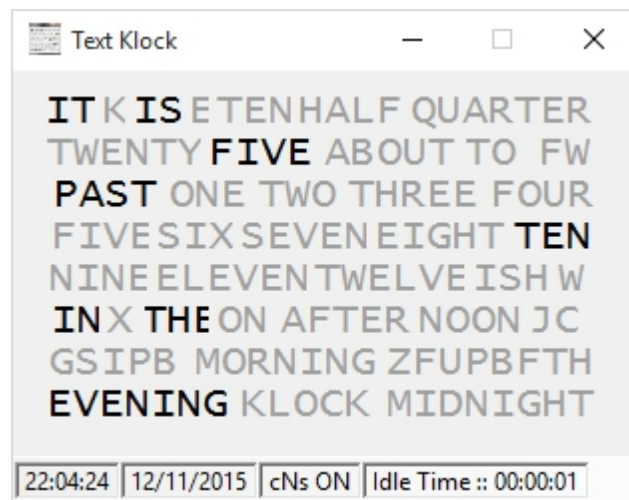 Text Klock
IT K IS E TEN HALF QUARTER
TWENTY FIVE ABOUT TO FW
PAST ONE TWO THREE FOUR
FIVE SIX SEVEN EIGHT TEN
NINE ELEVEN TWELVE ISH W
IN X THE ON AFTER NOON JC
GSIPB MORNING ZFUPBFTH
EVENING KLOCK MIDNIGHT
22:04:24 12/11/2015 cNs ON Idle Time :: 00:00:01